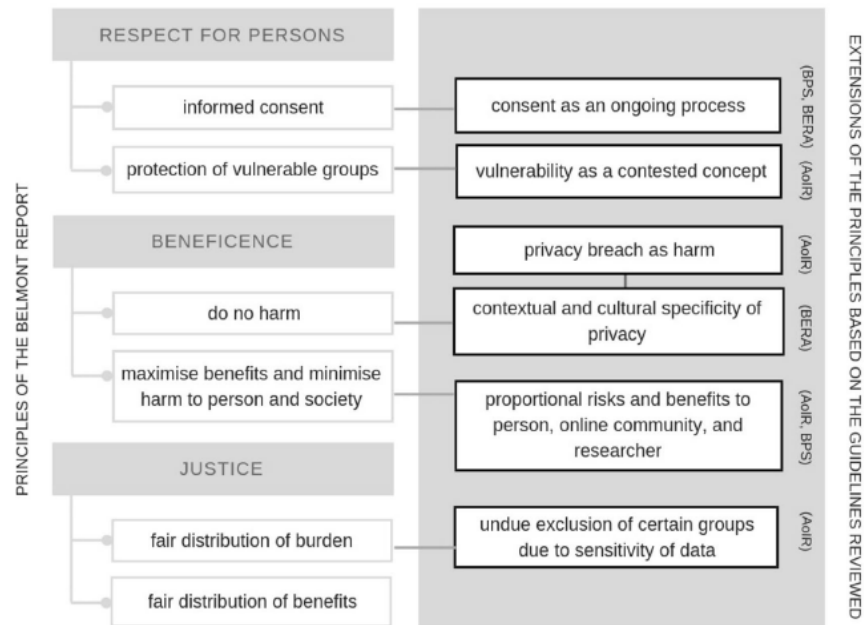 PRINCIPLES OF THE BELMONT REPORT
RESPECT FOR PERSONS
informed consent
protection of vulnerable groups
BENEFICENCE
do no harm
maximise benefits and minimise
harm to person and society
JUSTICE
fair distribution of burden
fair distribution of benefits
consent as an ongoing process
(BPS, BERA)
vulnerability as a contested concept
(AoIR)
privacy breach as harm
(AoIR)
contextual and cultural specificity of
privacy
(BERA)
proportional risks and benefits to
person, online community, and
researcher
(AoIR, BPS)
undue exclusion of certain groups
due to sensitivity of data
(AoIR)
EXTENSIONS OF THE PRINCIPLES BASED ON THE GUIDELINES REVIEWED